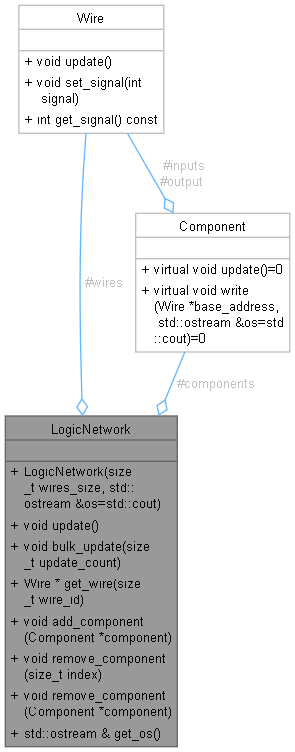 Wire
+ void update()
+ void set_signal(int
signal)
+ int get_signal() const
#inputs
#output
#wires
Component
+ virtual void update()=0
+ virtual void write
(Wire *base_address,
std::ostream &os=std
::cout)=0
#components
LogicNetwork
+ LogicNetwork(size
_t wires_size, std::
ostream &os=std::cout)
+ void update()
+ void bulk_update(size
_t update_count)
+ Wire * get_wire(size
_t wire_id)
+ void add_component
(Component *component)
+ void remove_component
(size_t index)
+ void remove_component
(Component *component)
+ std::ostream & get_os()